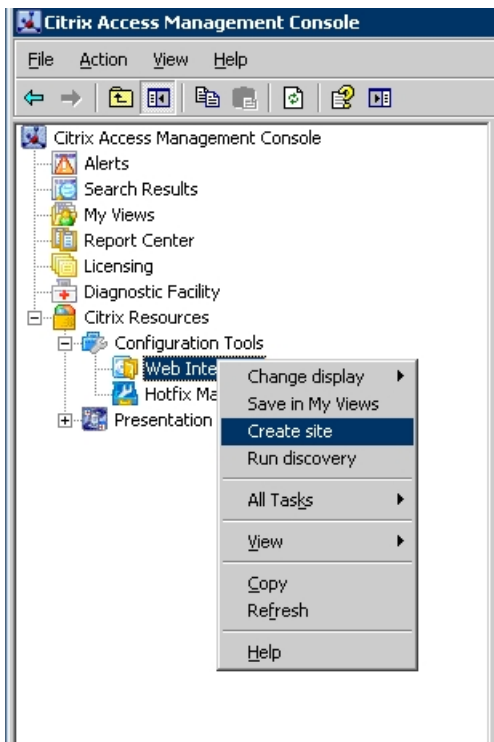 Citrix Access Management Console
File Action View Help
Citrix Access Management Console
Alerts
Search Results
My Views
Report Center
Licensing
Diagnostic Facility
Citrix Resources
Configuration Tools
Web Inte
Hotfix Ma
Presentation
Change display
Save in My Views
Create site
Run discovery
All Tasks
View
Copy
Refresh
Help